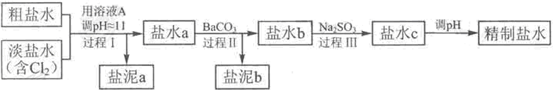 粗盐水
淡盐水
(含Cl₂)
用溶液A
调pH≈11
过程Ⅰ
盐泥a
盐水a
BaCO₃
过程Ⅱ
盐泥b
盐水b
Na₂SO₃
过程Ⅲ
盐水c
调pH
精制盐水